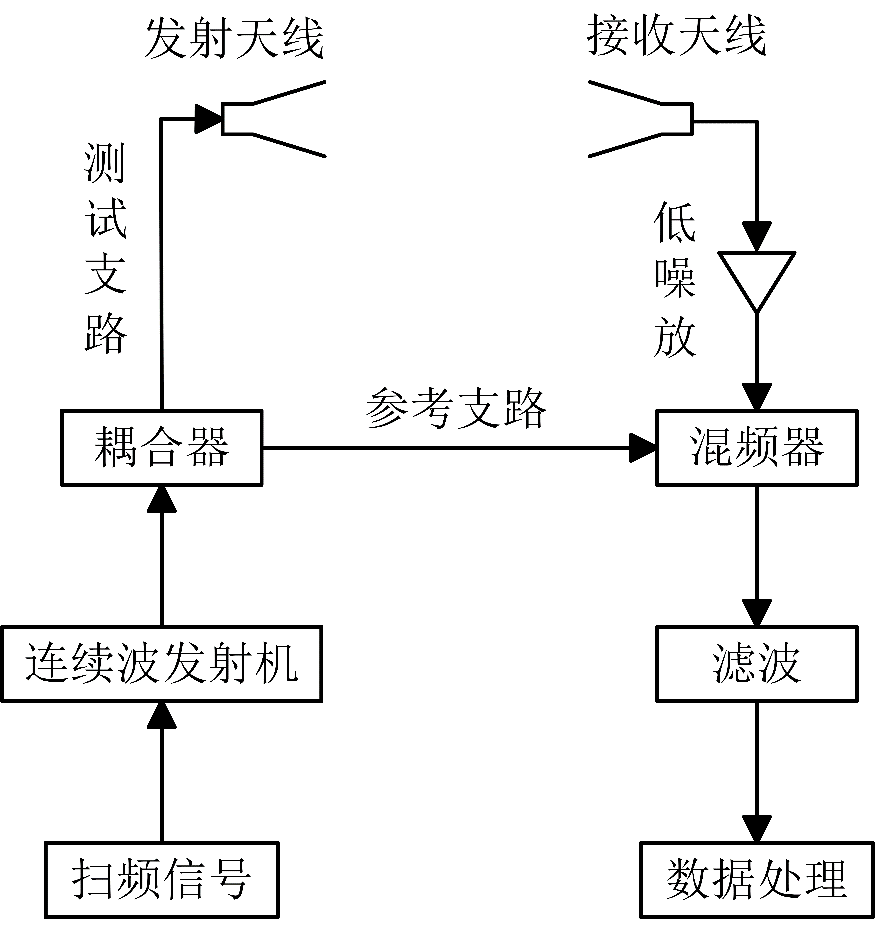 发射天线
接收天线
测试支路
低噪放
参考支路
耦合器
混频器
连续波发射机
滤波
扫频信号
数据处理